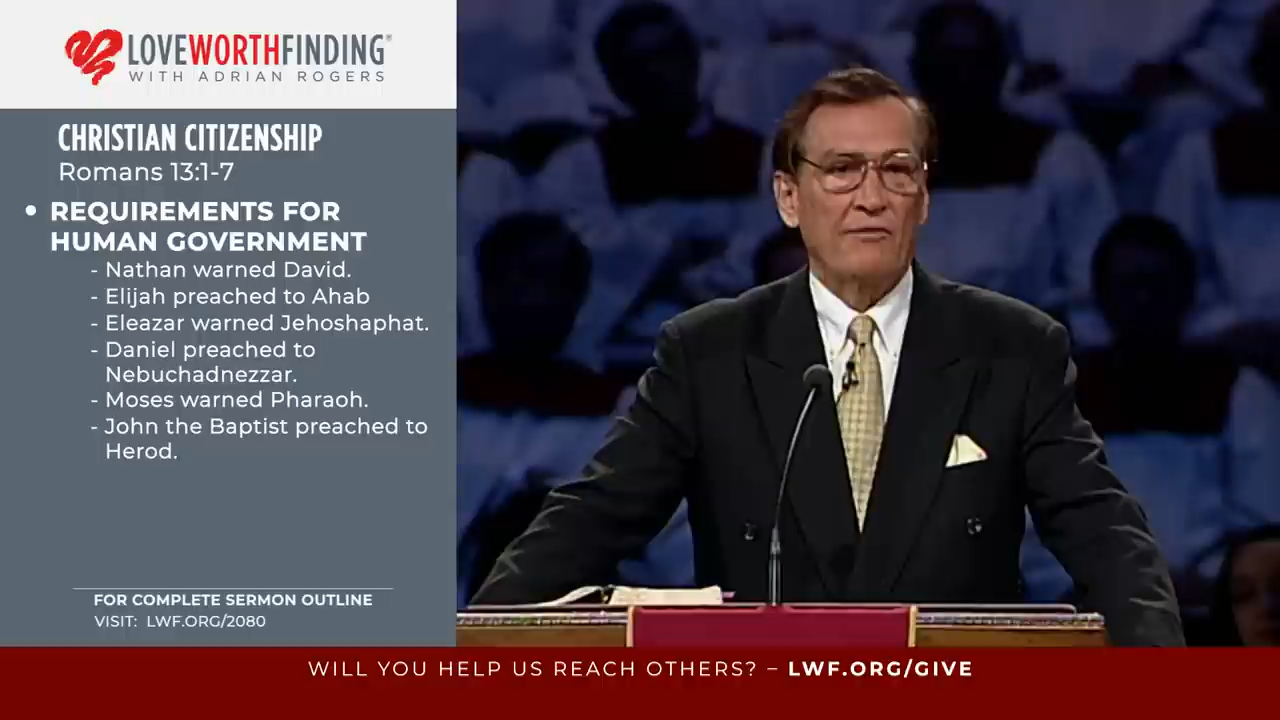 LOVEWORTHFINDING®
WITH ADRIAN ROGERS
CHRISTIAN CITIZENSHIP
Romans 13:1-7
• REQUIREMENTS FOR
HUMAN GOVERNMENT
- Nathan warned David.
- Elijah preached to Ahab
- Eleazar warned Jehoshaphat.
- Daniel preached to
Nebuchadnezzar.
- Moses warned Pharaoh.
- John the Baptist preached to
Herod.
FOR COMPLETE SERMON OUTLINE
VISIT: LWF.ORG/2080
WILL YOU HELP US REACH OTHERS? – LWF.ORG/GIVE